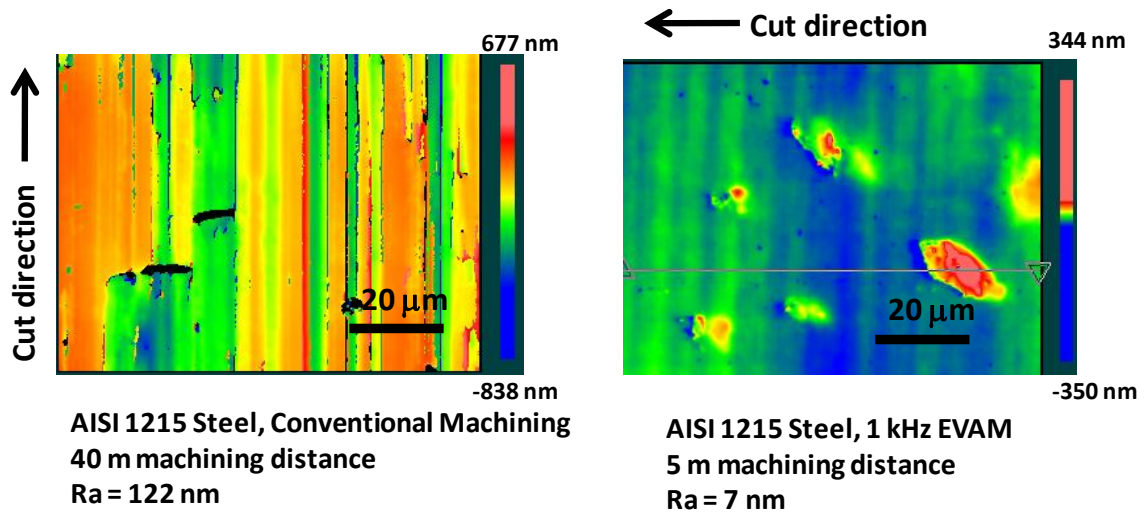 677 nm
Cut direction
20 μm
-838 nm
AISI 1215 Steel, Conventional Machining
40 m machining distance
Ra = 122 nm
Cut direction
344 nm
20 μm
-350 nm
AISI 1215 Steel, 1 kHz EVAM
5 m machining distance
Ra = 7 nm